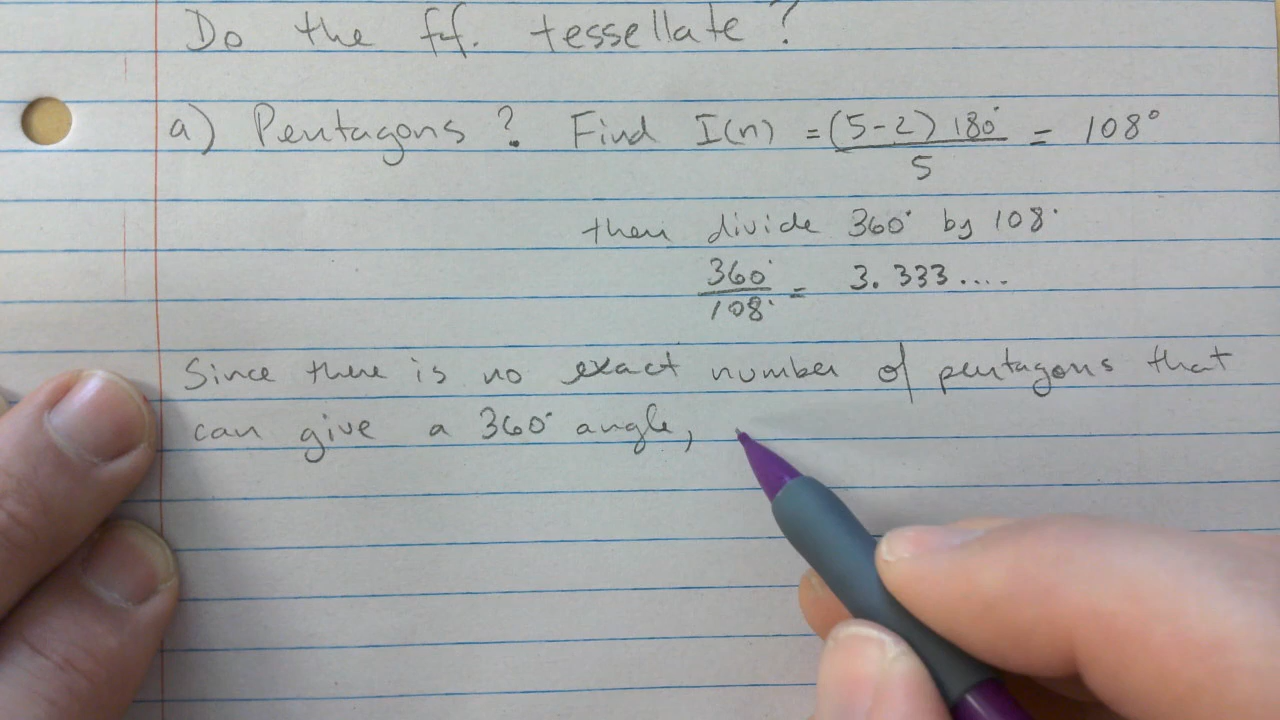 Do the ff. tessellate?
a) Pentagons? Find I(n) = (5-2) 180° / 5 = 108°
then divide 360° by 108°
360° / 108° = 3.333....
Since there is no exact number of pentagons that
can give a 360° angle,